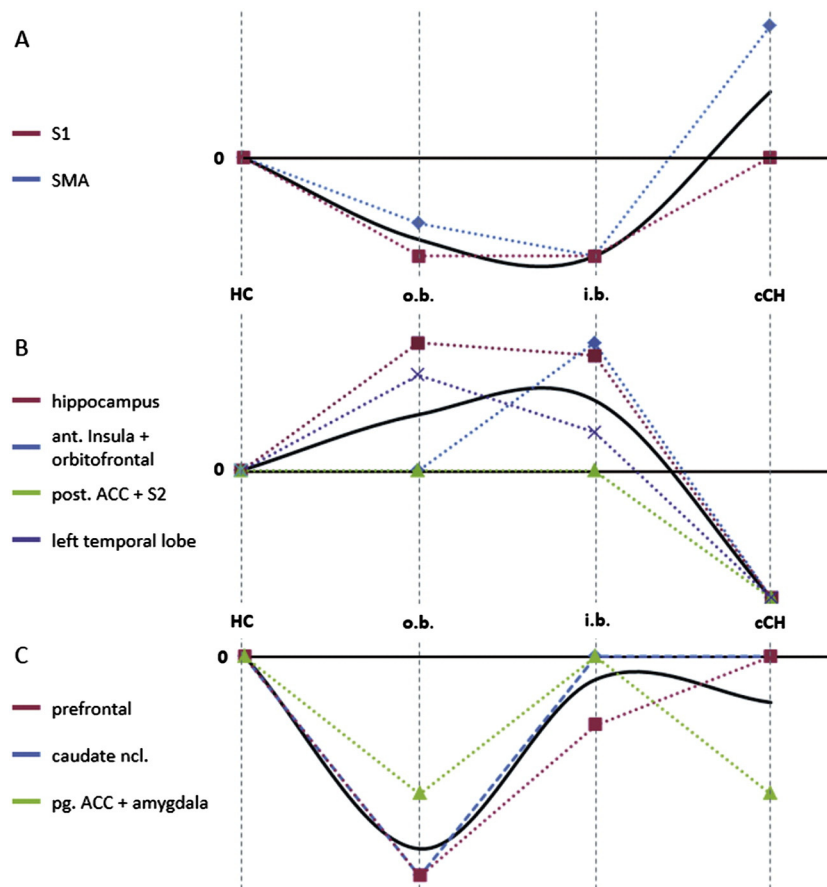 A
S1
SMA
0
HC o.b. i.b. cCH
B
hippocampus
ant. Insula +
orbitofrontal
0
post. ACC + S2
left temporal lobe
HC o.b. i.b. cCH
C
0
prefrontal
caudate ncl.
pg. ACC + amygdala